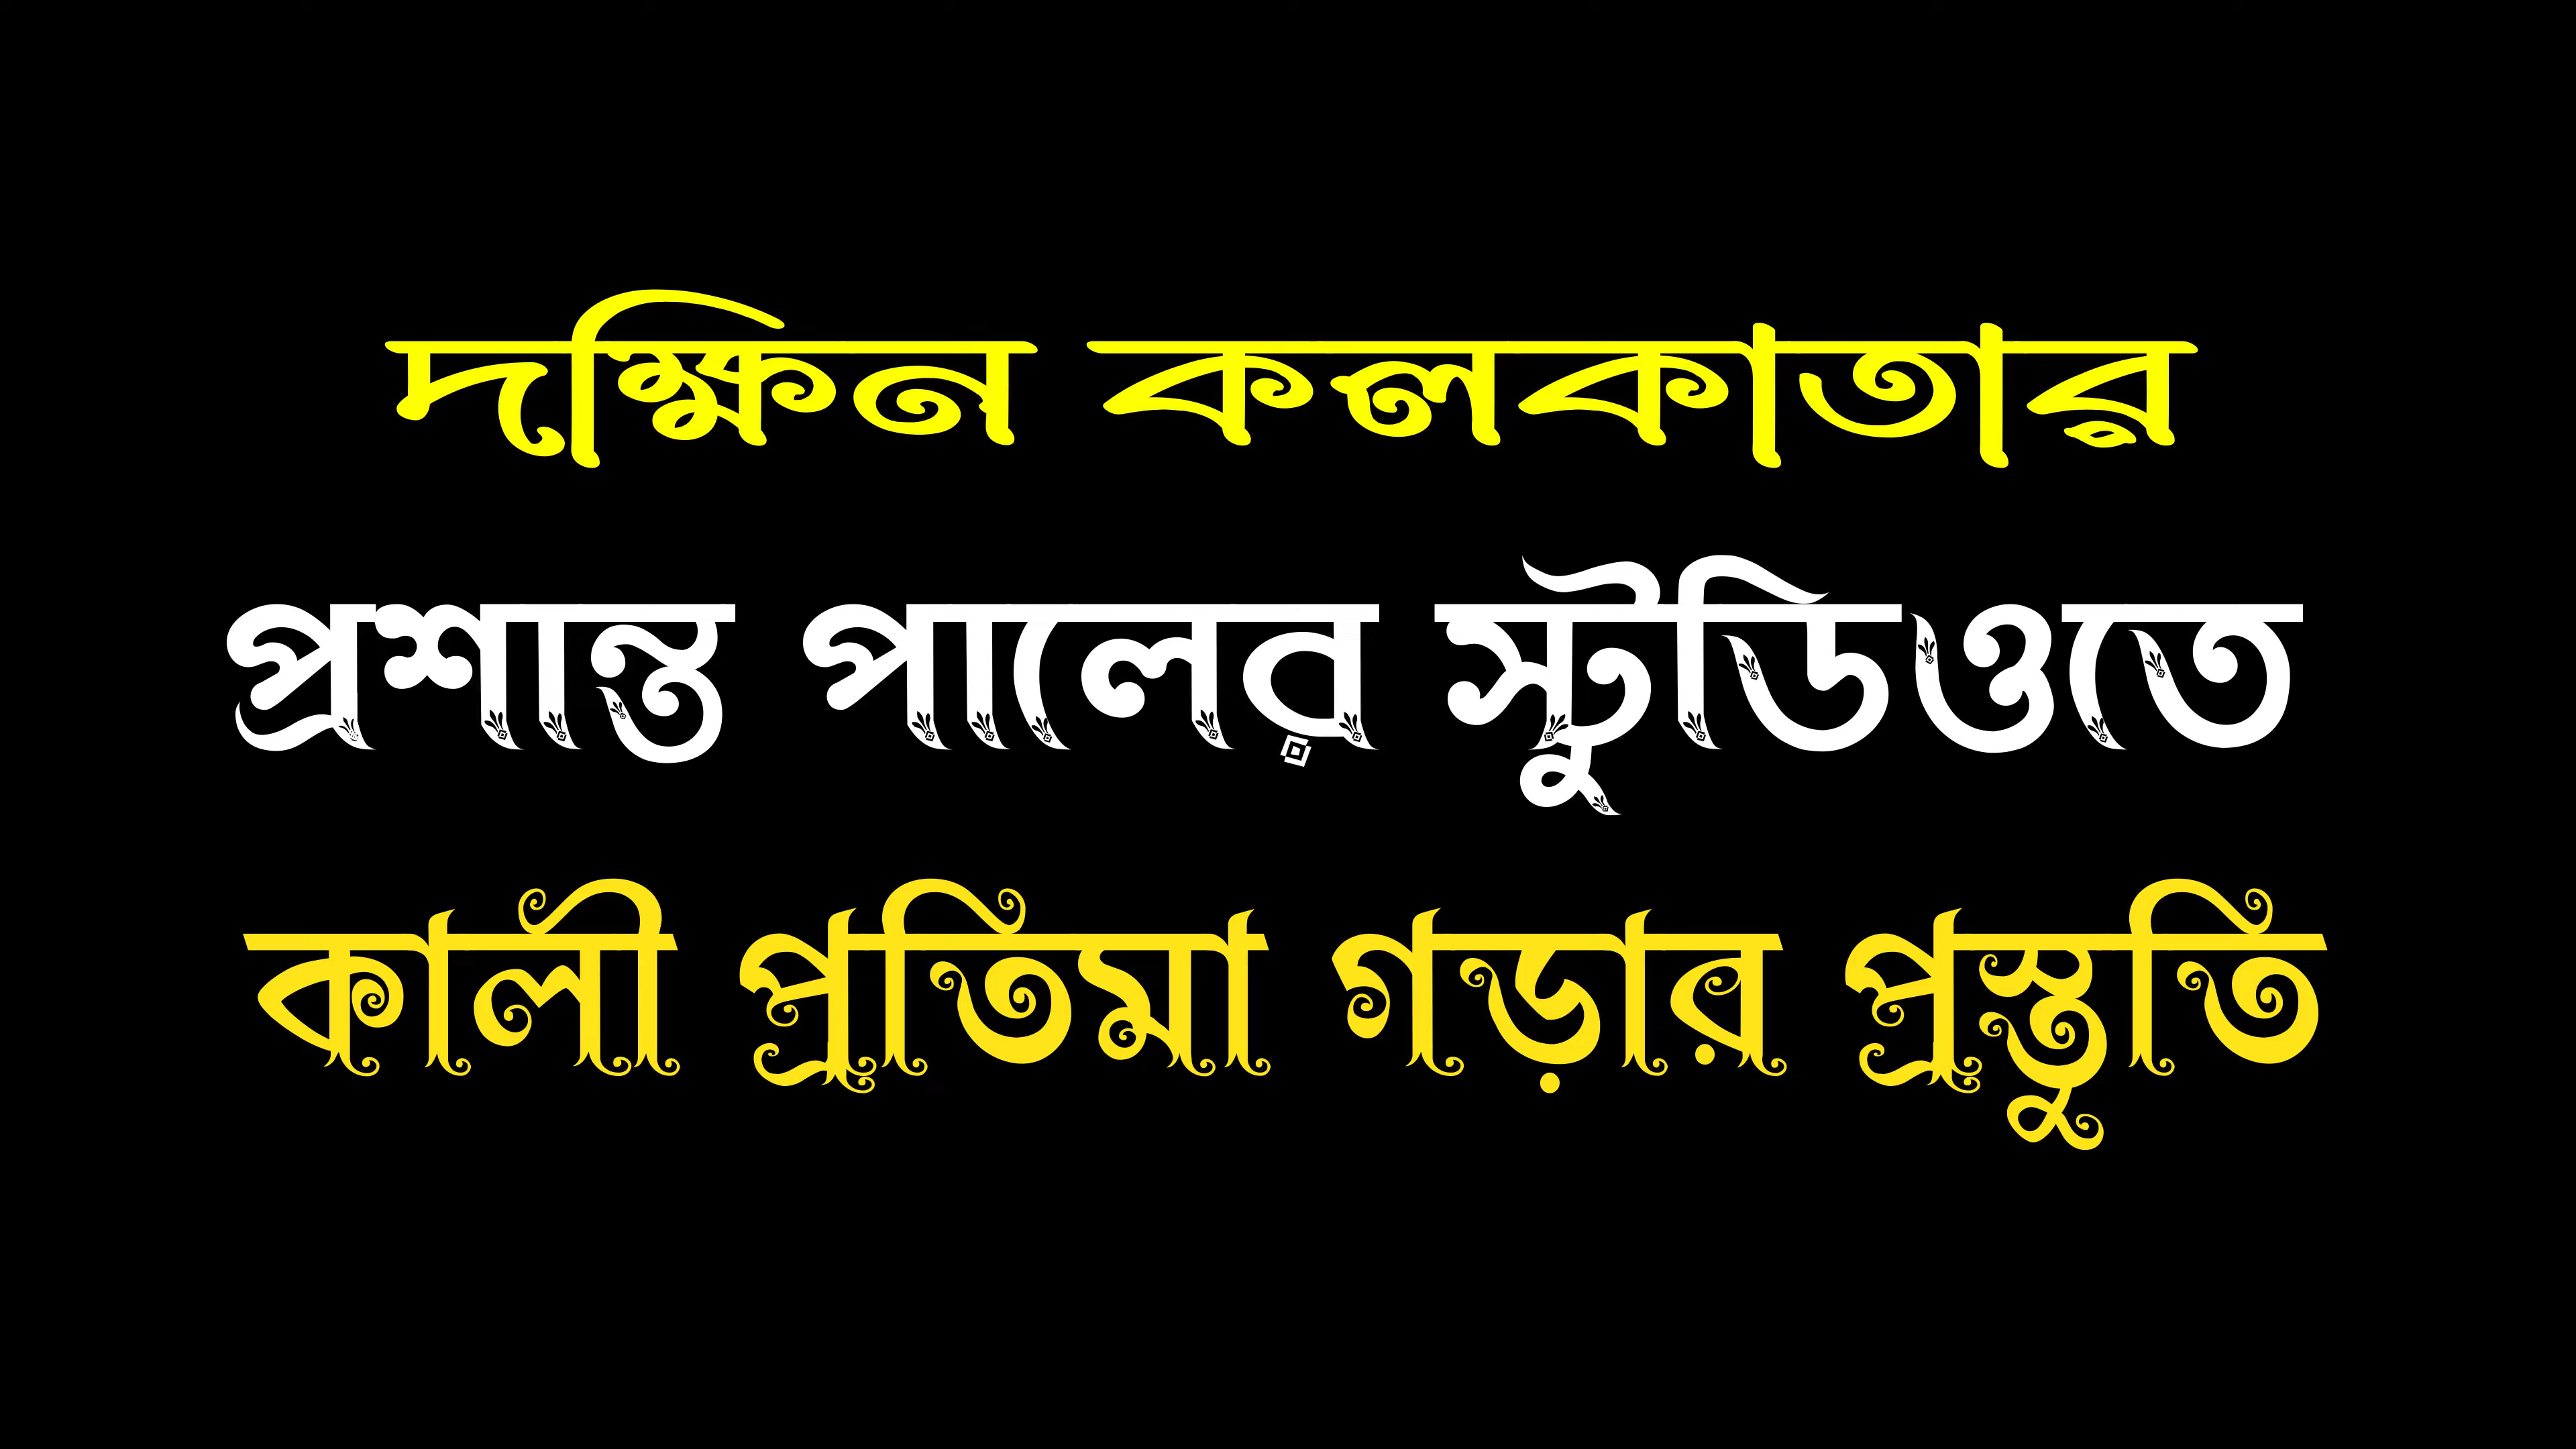 দক্ষিন কলকাতার
প্রশান্ত পালের স্টুডিওতে
কালী প্রতিমা গড়ার প্রস্তুতি